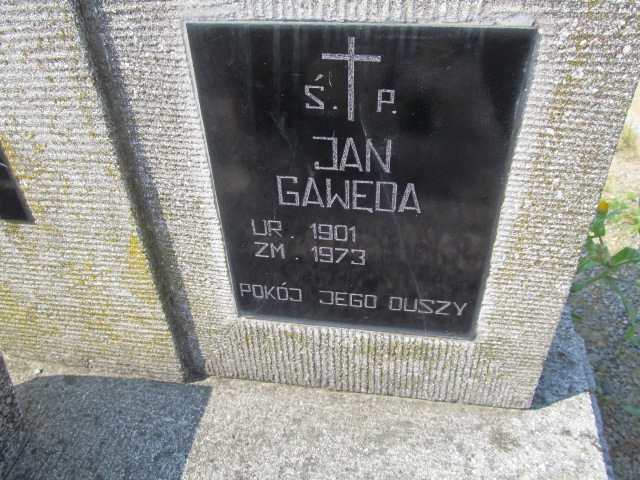 Ś. P.
JAN
GAWĘDA
UR. 1901
ZM. 1973
POKÓJ JEGO DUSZY